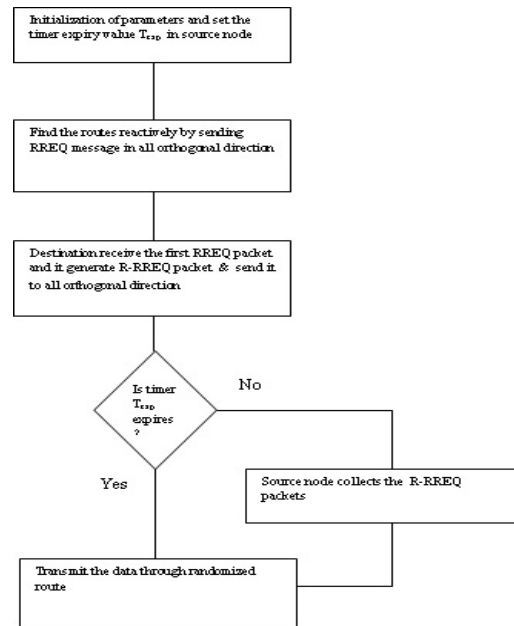 Initialization of parameters and set the
timer expiry value T_exp in source node
Find the routes reactively by sending
RREQ message in all orthogonal direction
Destination receive the first RREQ packet
and it generate R-RREQ packet & send it
to all orthogonal direction
Is timer
T_exp
expires
?
No
Yes
Source node collects the R-RREQ
packets
Transmit the data through randomized
route